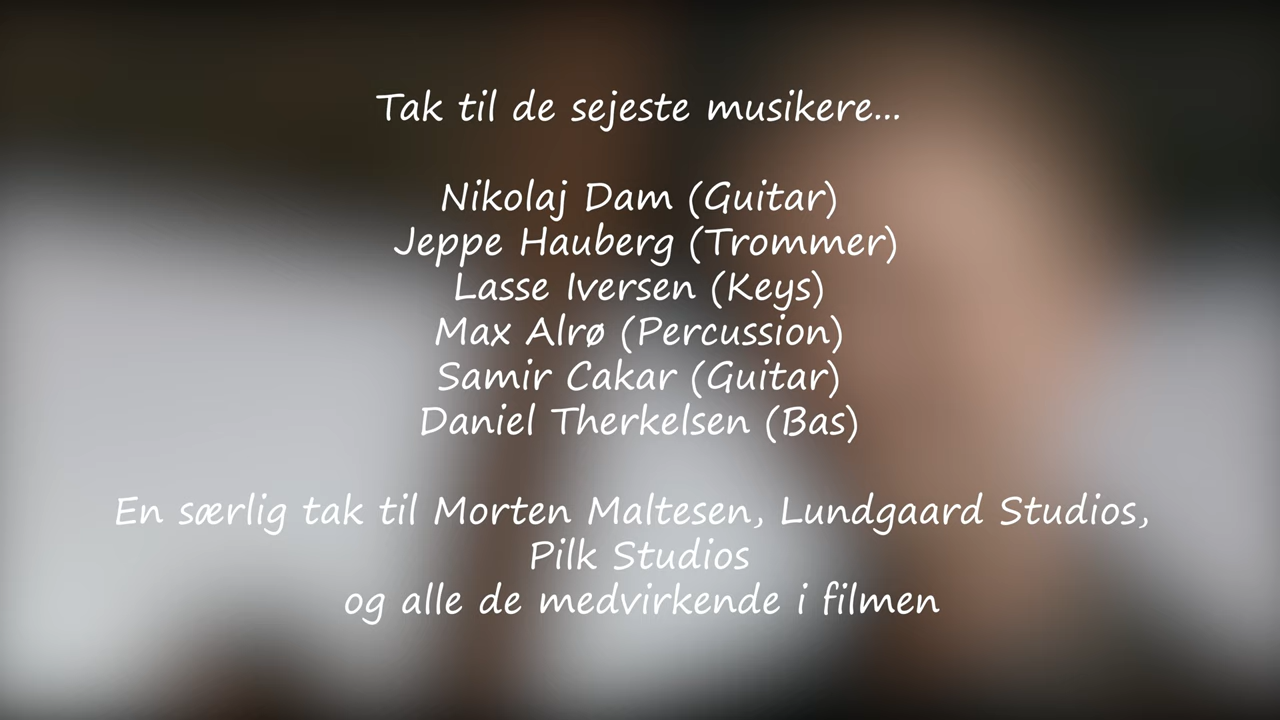 Tak til de sejeste musikere...
Nikolaj Dam (Guitar)
Jeppe Hauberg (Trommer)
Lasse Iversen (Keys)
Max Alrø (Percussion)
Samir Cakar (Guitar)
Daniel Therkelsen (Bas)
En særlig tak til Morten Maltesen, Lundgaard Studios,
Pilk Studios
og alle de medvirkende i filmen